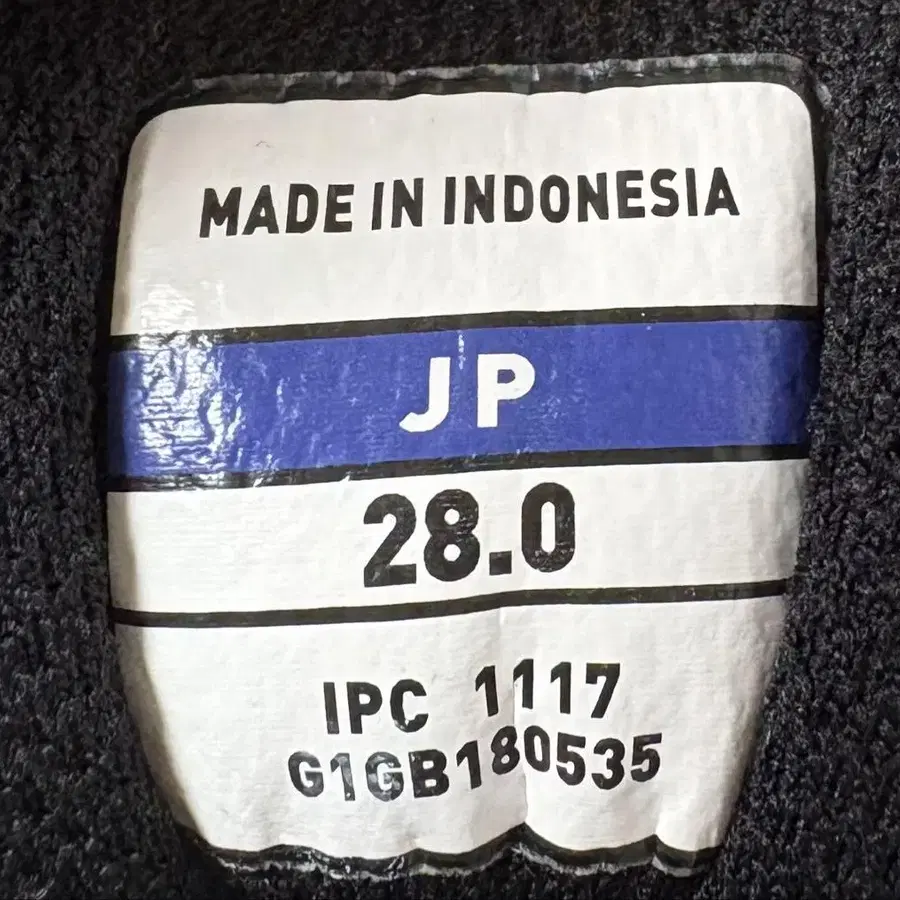 MADE IN INDONESIA
JP
28.0
IPC 1117
G1GB180535